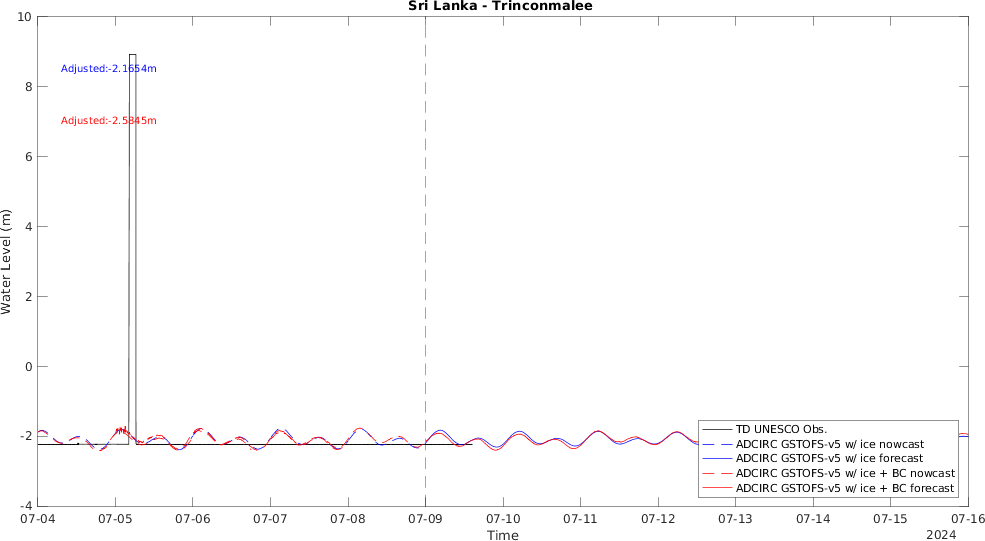 Sri Lanka - Trinconmalee
10
8
6
4
2
0
-2
-4
Water Level (m)
Adjusted:-2.1654m
Adjusted:-2.5845m
TD UNESCO Obs.
ADCIRC GSTOFS-v5 w/ ice nowcast
ADCIRC GSTOFS-v5 w/ ice forecast
ADCIRC GSTOFS-v5 w/ ice + BC nowcast
ADCIRC GSTOFS-v5 w/ ice + BC forecast
07-04 07-05 07-06 07-07 07-08 07-09 07-10 07-11 07-12 07-13 07-14 07-15 07-16
Time
2024